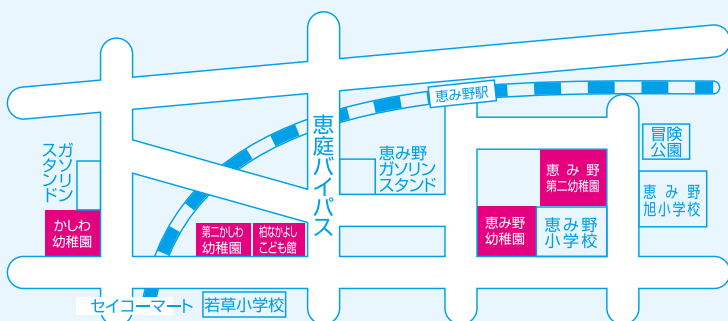 恵み野駅
恵庭バイパス
ガソリン
スタンド
恵み野
ガソリン
スタンド
冒険
公園
恵み野
第二幼稚園
恵み野
旭小学校
かしわ
幼稚園
第二かしわ
幼稚園
柏なかよし
こども館
恵み野
幼稚園
恵み野
小学校
セイコーマート
若草小学校